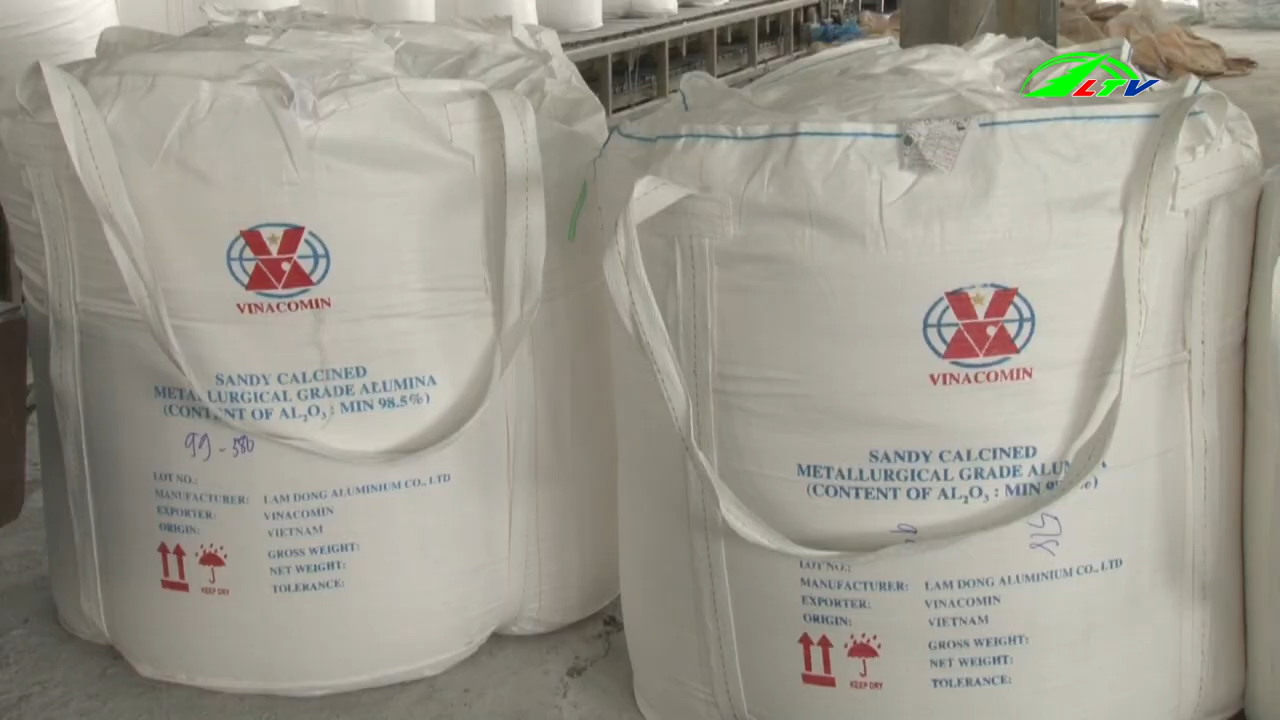 LTV
VINACOMIN
SANDY CALCINED
METALLURGICAL GRADE ALUMINA
(CONTENT OF AL₂O₃ : MIN 98.5%)
99 - 580
LOT NO.:
MANUFACTURER: LAM DONG ALUMINIUM CO., LTD
EXPORTER: VINACOMIN
ORIGIN: VIETNAM
GROSS WEIGHT:
NET WEIGHT:
TOLERANCE:
KEEP DRY
VINACOMIN
SANDY CALCINED
METALLURGICAL GRADE ALUM A
(CONTENT OF AL₂O₃ : MIN %)
LOT NO.:
MANUFACTURER: LAM DONG ALUMINIUM CO., LTD
EXPORTER: VINACOMIN
ORIGIN: VIETNAM
GROSS WEIGHT:
NET WEIGHT:
TOLERANCE:
KEEP DRY